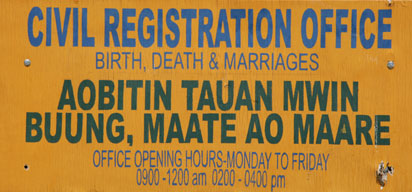 CIVIL REGISTRATION OFFICE
BIRTH, DEATH & MARRIAGES
AOBITIN TAUAN MWIN
BUUNG, MAATE AO MAARE
OFFICE OPENING HOURS-MONDAY TO FRIDAY
0900 -1200 am 0200 - 0400 pm